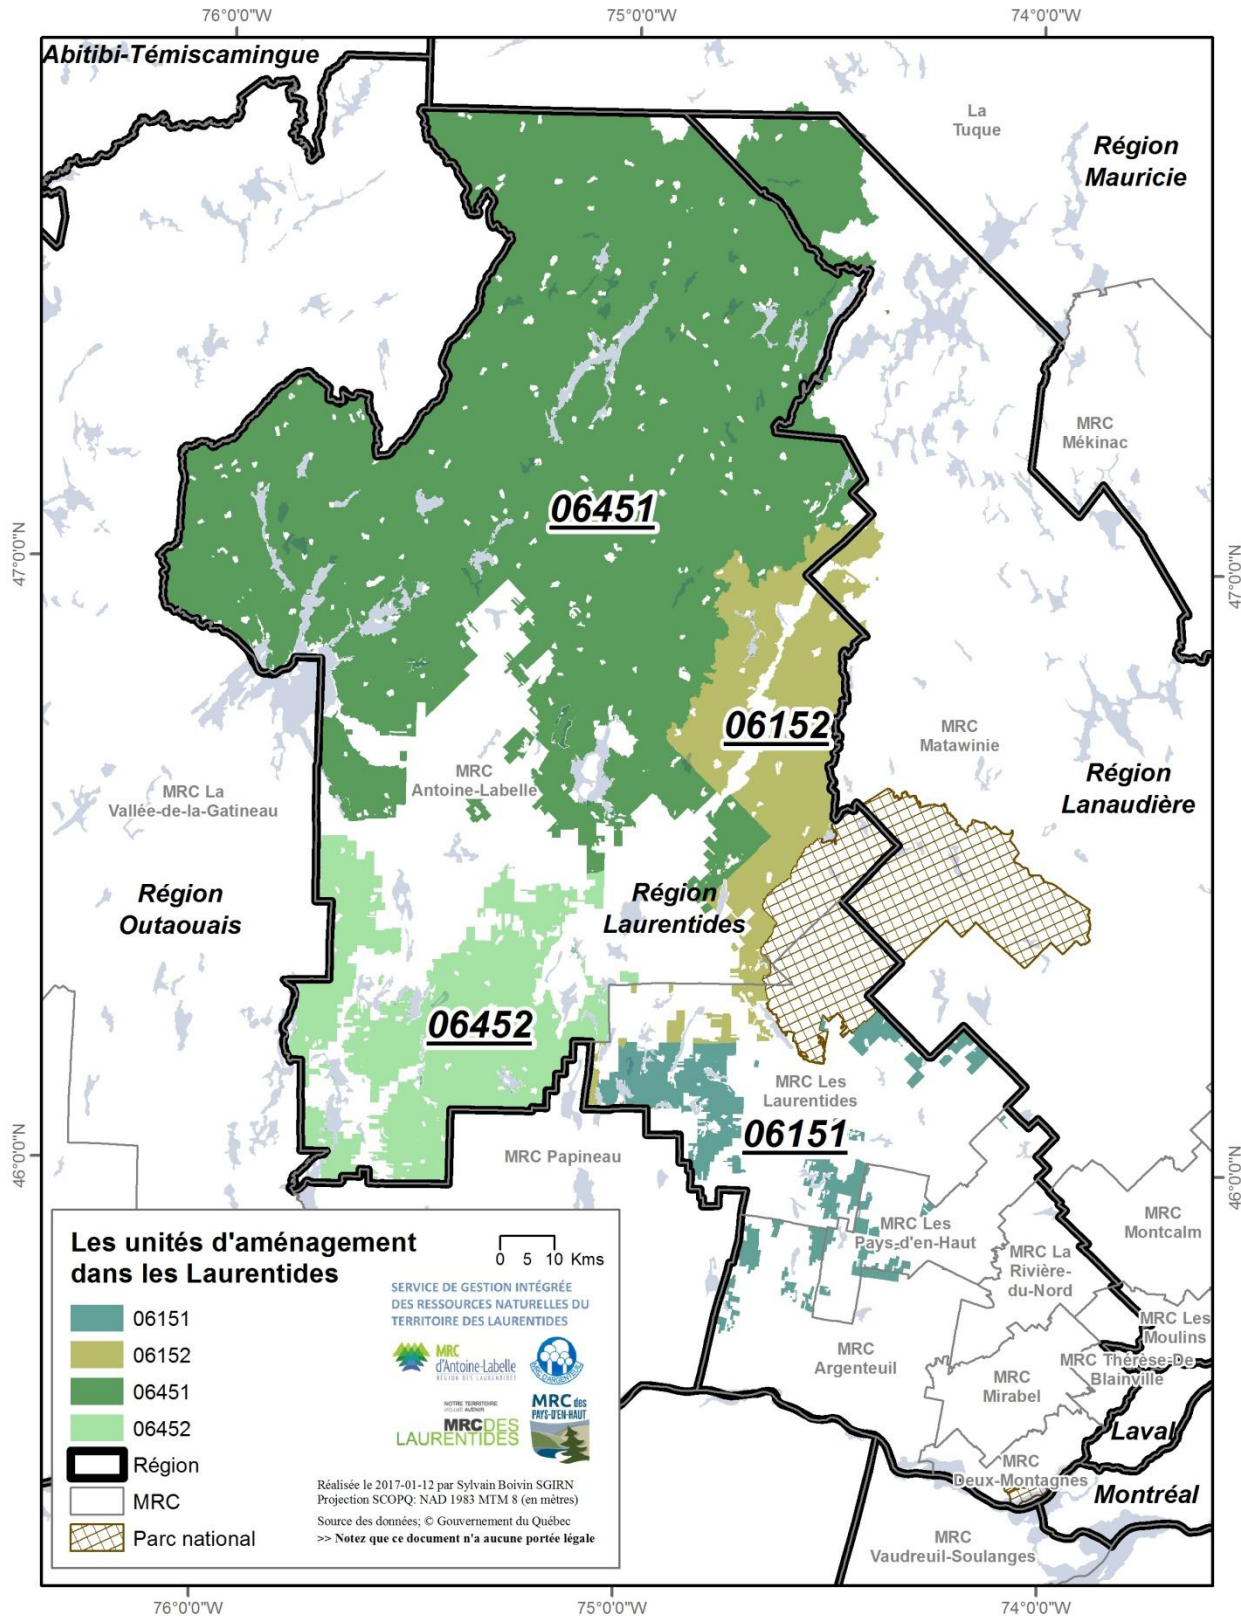 76°0'0"W
75°0'0"W
74°0'0"W
Abitibi-Témiscamingue
La
Tuque
Région
Mauricie
MRC
Mékinac
06451
47°0'0"N
47°0'0"N
06152
MRC
Matawinie
MRC La
Vallée-de-la-Gatineau
MRC
Antoine-Labelle
Région
Lanaudière
Région
Outaouais
Région
Laurentides
06452
MRC Les
Laurentides
06151
46°0'0"N
46°0'0"N
MRC Papineau
MRC
Montcalm
MRC Les
Pays-d'en-Haut
MRC La
Rivière-
du-Nord
MRC Les
Moulins
MRC
Argenteuil
MRC Thérèse-De
Blainville
MRC
Mirabel
Laval
MRC
Deux-Montagnes
Montréal
MRC
Vaudreuil-Soulanges
Les unités d'aménagement
dans les Laurentides
0 5 10 Kms
06151
06152
06451
06452
Région
MRC
Parc national
SERVICE DE GESTION INTÉGRÉE
DES RESSOURCES NATURELLES DU
TERRITOIRE DES LAURENTIDES
MRC
d'Antoine-Labelle
RÉGION DES LAURENTIDES
MRC D'ARGENTEUIL
NOTRE TERRITOIRE
MRC DES
LAURENTIDES
MRC des
PAYS-D'EN-HAUT
Réalisée le 2017-01-12 par Sylvain Boivin SGIRN
Projection SCOPQ: NAD 1983 MTM 8 (en mètres)
Source des données; © Gouvernement du Québec
>> Notez que ce document n'a aucune portée légale
76°0'0"W
75°0'0"W
74°0'0"W